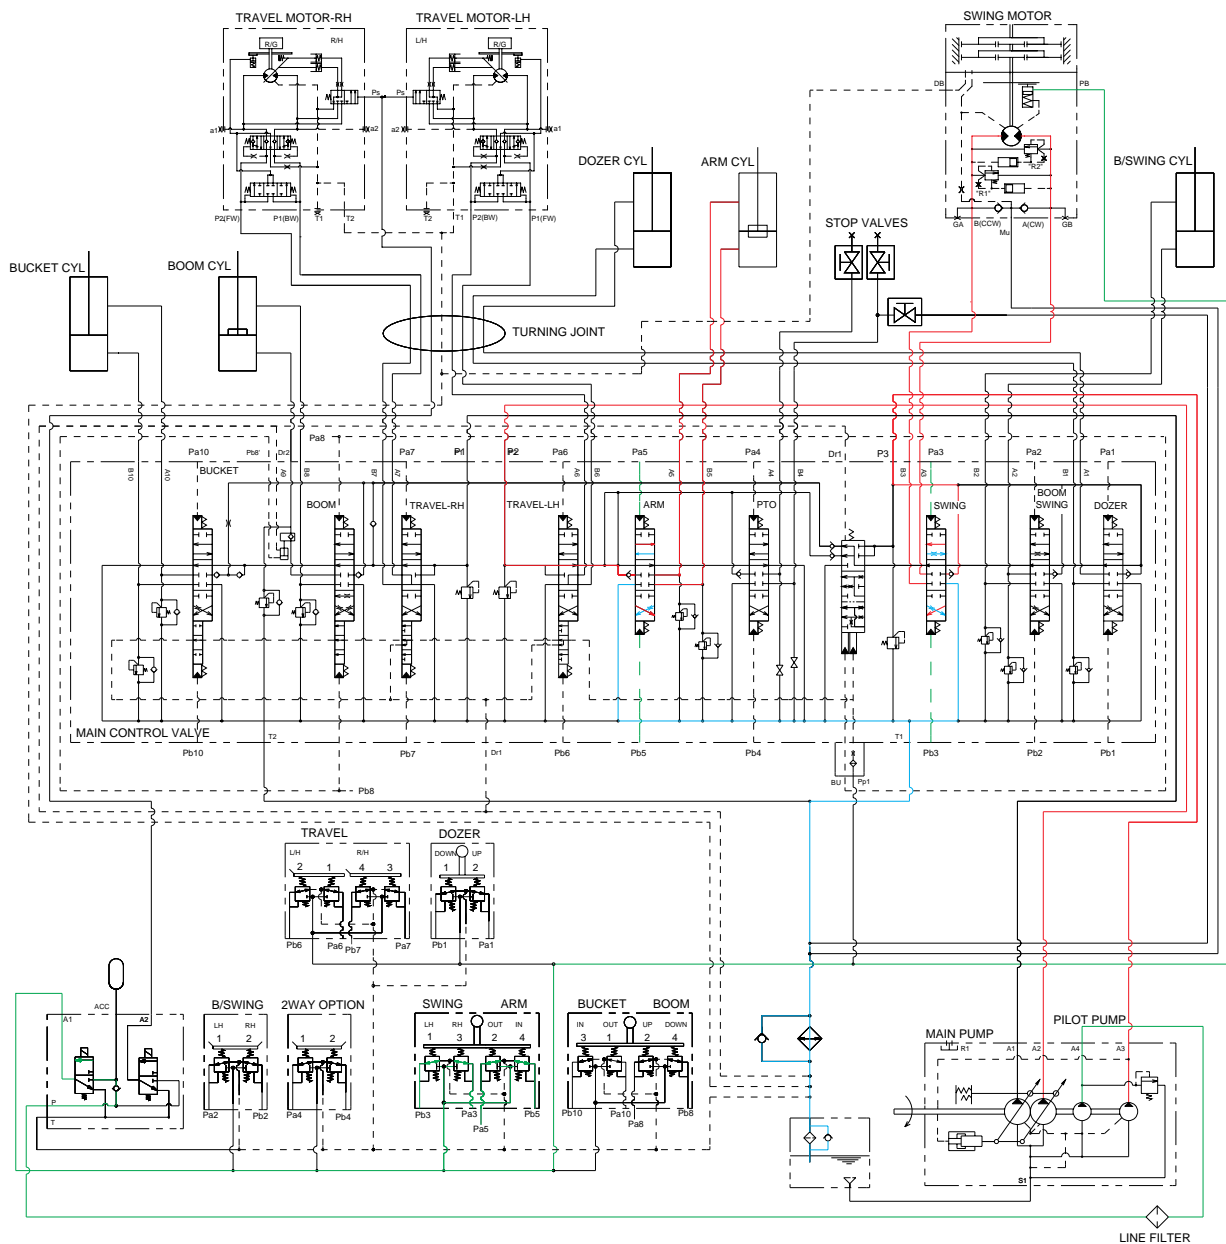 TRAVEL MOTOR-RH
TRAVEL MOTOR-LH
SWING MOTOR
R/G
R/H
L/H
R/G
Ps
Ps
DB
PB
a1
a2
a2
a1
"R2"
"R1"
DOZER CYL
ARM CYL
B/SWING CYL
P2(FW)
P1(BW)
T1
T2
T2
T1
P2(BW)
P1(FW)
GA
B(CCW)
Mu
A(CW)
GB
STOP VALVES
BUCKET CYL
BOOM CYL
TURNING JOINT
Pa8
Pa10
Pb8'
Dr2
Pa7
P1
P2
Pa6
Pa5
Pa4
Dr1
P3
Pa3
Pa2
Pa1
B10
A10
BUCKET
A9
B8
B7
A7
A6
B6
A5
B5
A4
B4
B3
A3
B2
A2
B1
A1
BOOM
TRAVEL-RH
TRAVEL-LH
ARM
PTO
SWING
BOOM
SWING
DOZER
MAIN CONTROL VALVE
T2
T1
Pb10
Pb7
Dr1
Pb6
Pb5
Pb4
Pb3
Pb2
Pb1
BU
Pp1
Pb8
TRAVEL
DOZER
L/H
R/H
2
1
4
3
DOWN
UP
1
2
Pb6
Pa6
Pb7
Pa7
Pb1
Pa1
ACC
A1
A2
P
T
B/SWING
LH
RH
1
2
Pa2
Pb2
2WAY OPTION
1
2
Pa4
Pb4
SWING
ARM
LH
RH
OUT
IN
1
3
2
4
Pb3
Pa3
Pa5
Pb5
BUCKET
BOOM
IN
OUT
UP
DOWN
3
1
2
4
Pb10
Pa10
Pa8
Pb8
PILOT PUMP
MAIN PUMP
R1
A1
A2
A4
A3
S1
LINE FILTER